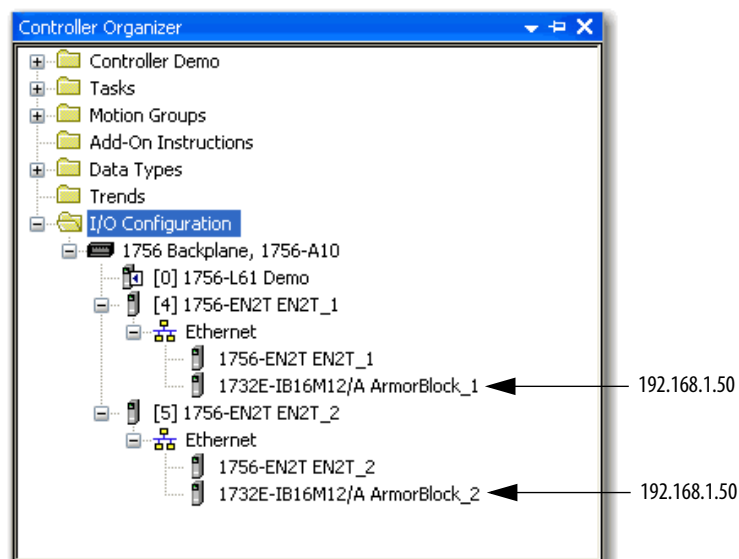 Controller Organizer
Controller Demo
Tasks
Motion Groups
Add-On Instructions
Data Types
Trends
I/O Configuration
1756 Backplane, 1756-A10
[0] 1756-L61 Demo
[4] 1756-EN2T EN2T_1
Ethernet
1756-EN2T EN2T_1
1732E-IB16M12/A ArmorBlock_1 192.168.1.50
[5] 1756-EN2T EN2T_2
Ethernet
1756-EN2T EN2T_2
1732E-IB16M12/A ArmorBlock_2 192.168.1.50